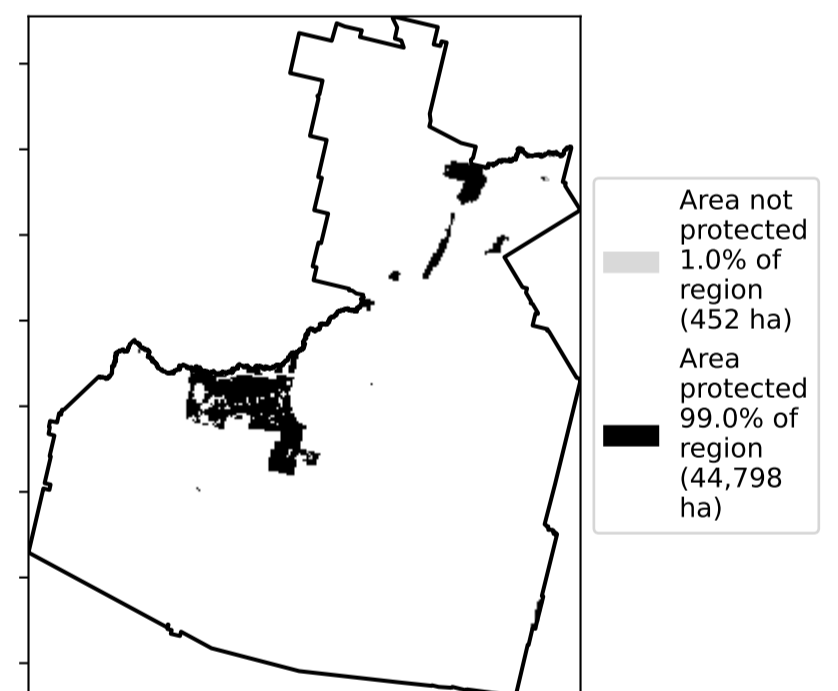 Area not
protected
1.0% of
region
(452 ha)
Area
protected
99.0% of
region
(44,798
ha)